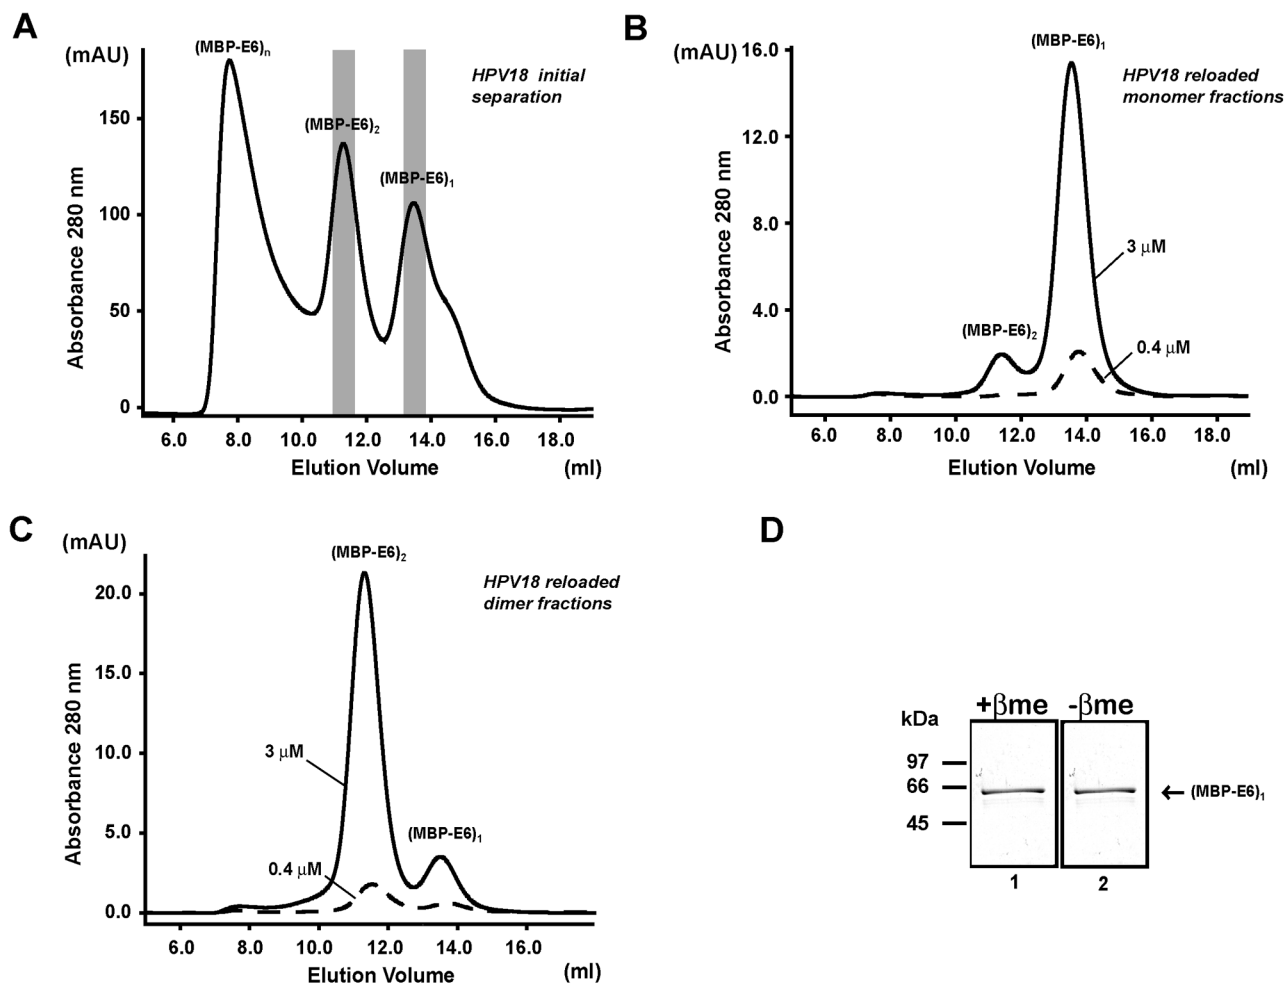 A
(mAU)
(MBP-E6)n
HPV18 initial
separation
(MBP-E6)2
(MBP-E6)1
150
100
50
0
Absorbance 280 nm
6.0 8.0 10.0 12.0 14.0 16.0 18.0
Elution Volume (ml)
B
(mAU)
(MBP-E6)1
HPV18 reloaded
monomer fractions
16.0
12.0
8.0
4.0
0.0
Absorbance 280 nm
3 μM
(MBP-E6)2
0.4 μM
6.0 8.0 10.0 12.0 14.0 16.0 18.0
Elution Volume (ml)
C
(mAU)
(MBP-E6)2
HPV18 reloaded
dimer fractions
20.0
15.0
10.0
5.0
0.0
Absorbance 280 nm
3 μM
(MBP-E6)1
0.4 μM
6.0 8.0 10.0 12.0 14.0 16.0
Elution Volume (ml)
D
kDa
+βme -βme
97
66
45
(MBP-E6)1
1 2